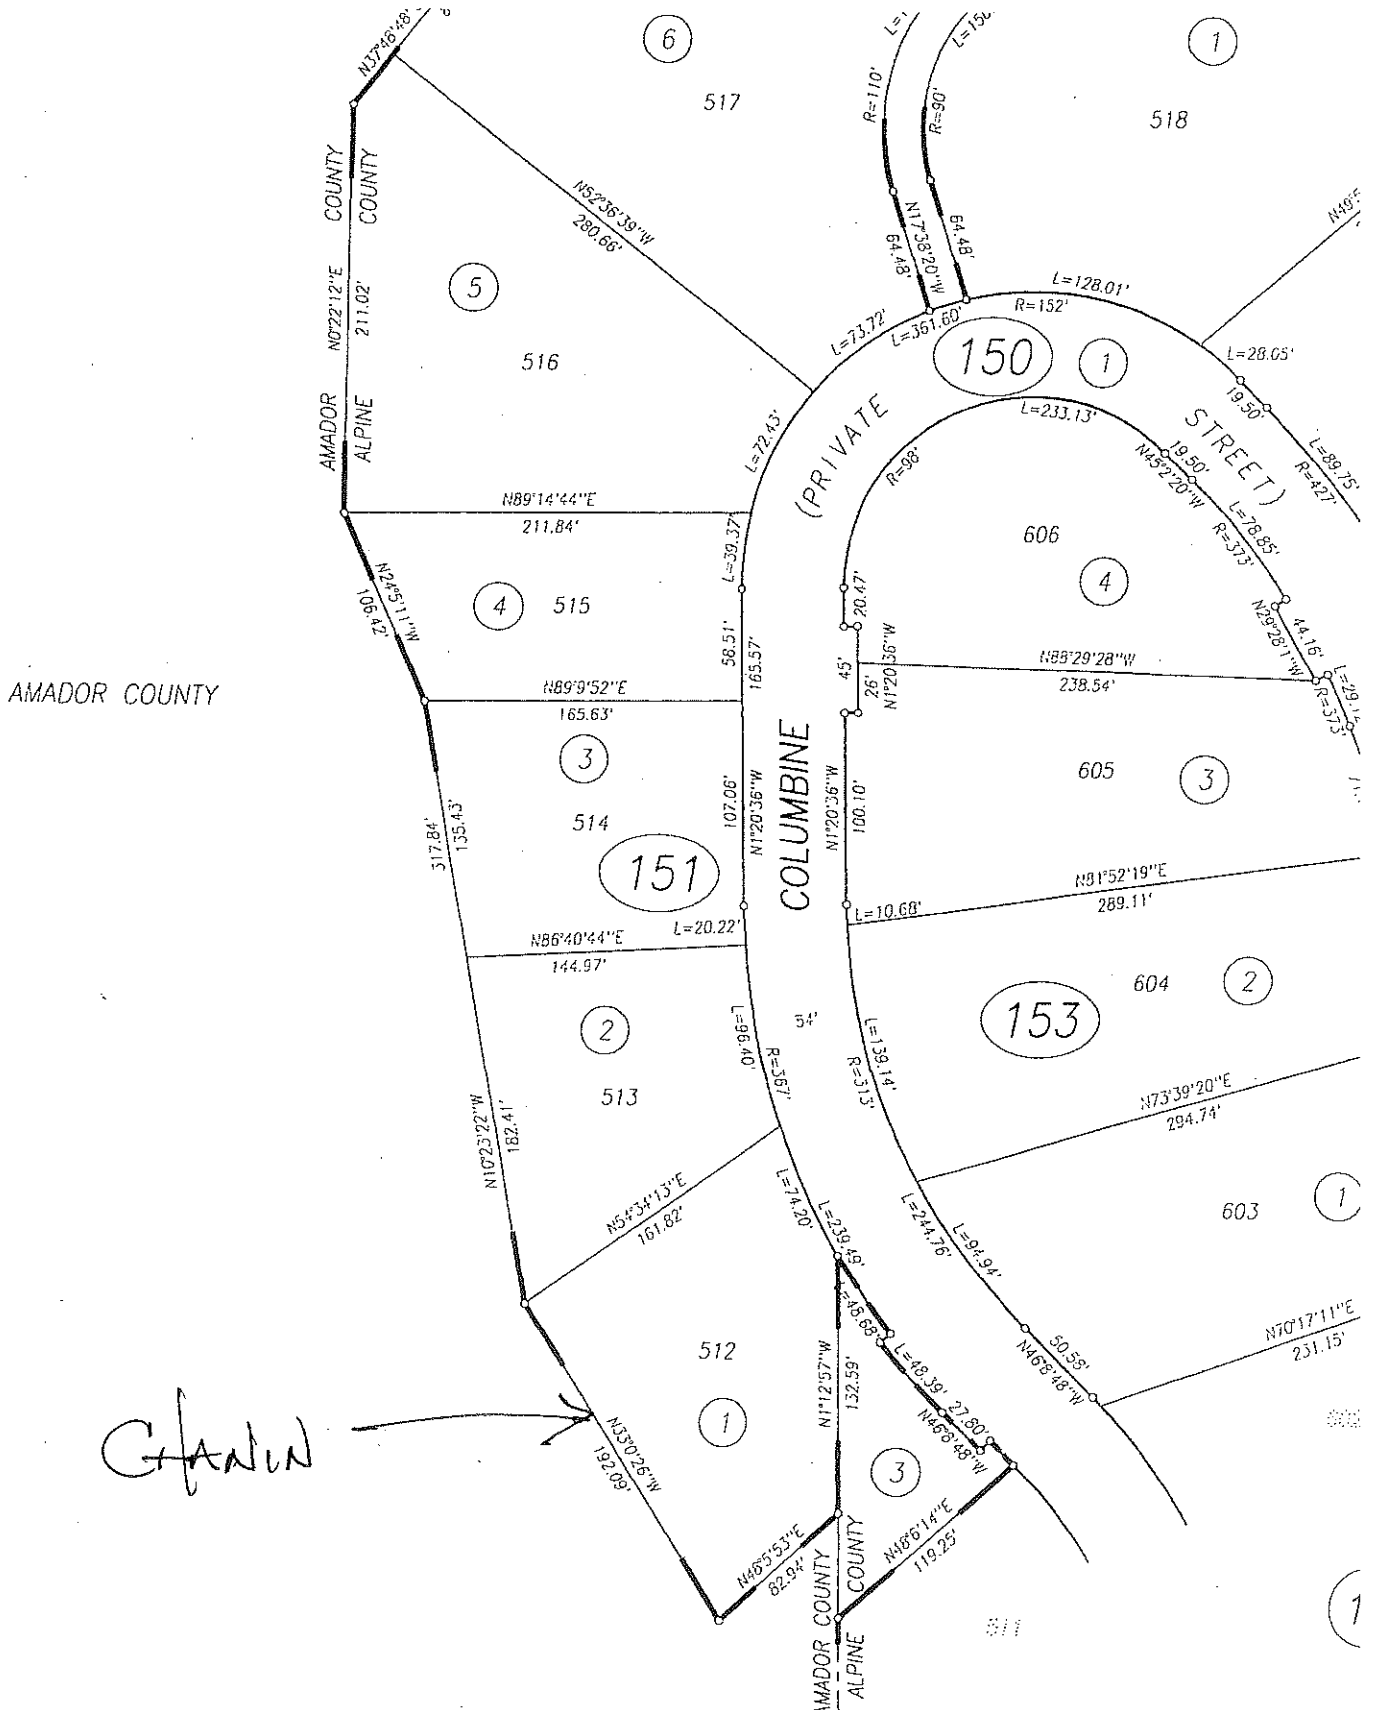 N37°48'48"
6
517
L=150'
1
518
R=110'
R=90'
COUNTY
COUNTY
N52°36'39"W
280.66'
N17°38'20"W
64.48'
64.48'
5
N0°22'12"E
211.02'
516
AMADOR
ALPINE
L=128.01'
R=152'
L=73.72'
L=361.60'
150
1
L=28.05'
19.50'
(PRIVATE
STREET)
L=233.13'
R=98'
19.50'
N45°2'20"W
L=89.75'
R=427'
L=72.43'
N89°14'44"E
211.84'
L=39.37'
606
L=78.85'
R=373'
N24°5'11"W
106.42'
4
515
4
20.47'
N29°28'1"W
44.16'
58.51'
165.57'
45'
26'
N1°20'36"W
N88°29'28"W
238.54'
R=373'
AMADOR COUNTY
N89°9'52"E
165.63'
3
COLUMBINE
605
3
317.84'
135.43'
514
151
107.06'
N1°20'36"W
N1°20'36"W
100.10'
N81°52'19"E
289.11'
L=10.68'
N86°40'44"E
144.97'
L=20.22'
604
2
2
54'
153
513
L=96.40'
R=367'
L=139.14'
R=313'
N73°39'20"E
294.74'
N10°23'22"W
182.41'
N54°34'13"E
161.82'
L=74.20'
L=239.49'
L=244.76'
L=94.94'
603
1
L=48.68'
512
1
N1°12'57"W
132.59'
L=48.39'
27.80'
N46°8'48"W
50.58'
N46°8'48"W
N70°17'11"E
231.15'
CHANIN
N33°0'26"W
192.09'
3
N48°5'53"E
82.94'
N48°6'14"E
119.25'
AMADOR COUNTY
ALPINE COUNTY
511
1